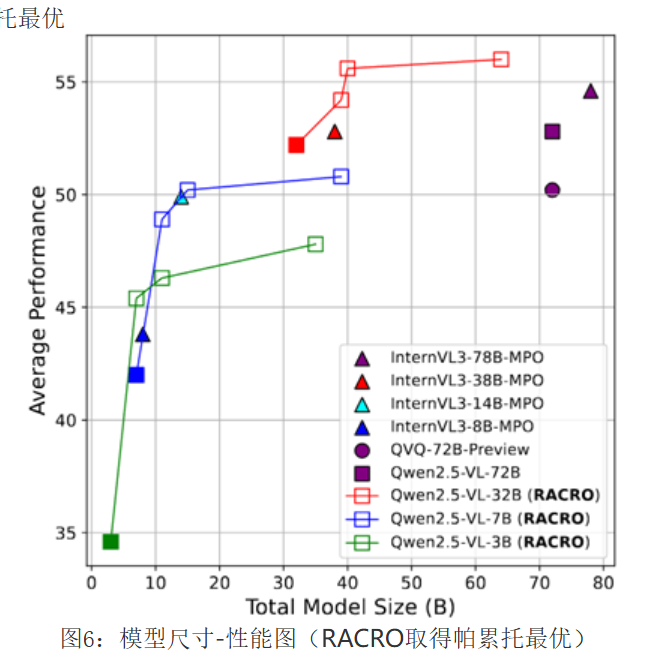 托最优
55
50
45
40
35
Average Performance
InternVL3-78B-MPO
InternVL3-38B-MPO
InternVL3-14B-MPO
InternVL3-8B-MPO
QVQ-72B-Preview
Qwen2.5-VL-72B
Qwen2.5-VL-32B (RACRO)
Qwen2.5-VL-7B (RACRO)
Qwen2.5-VL-3B (RACRO)
0 10 20 30 40 50 60 70 80
Total Model Size (B)
图6：模型尺寸-性能图（RACRO取得帕累托最优）